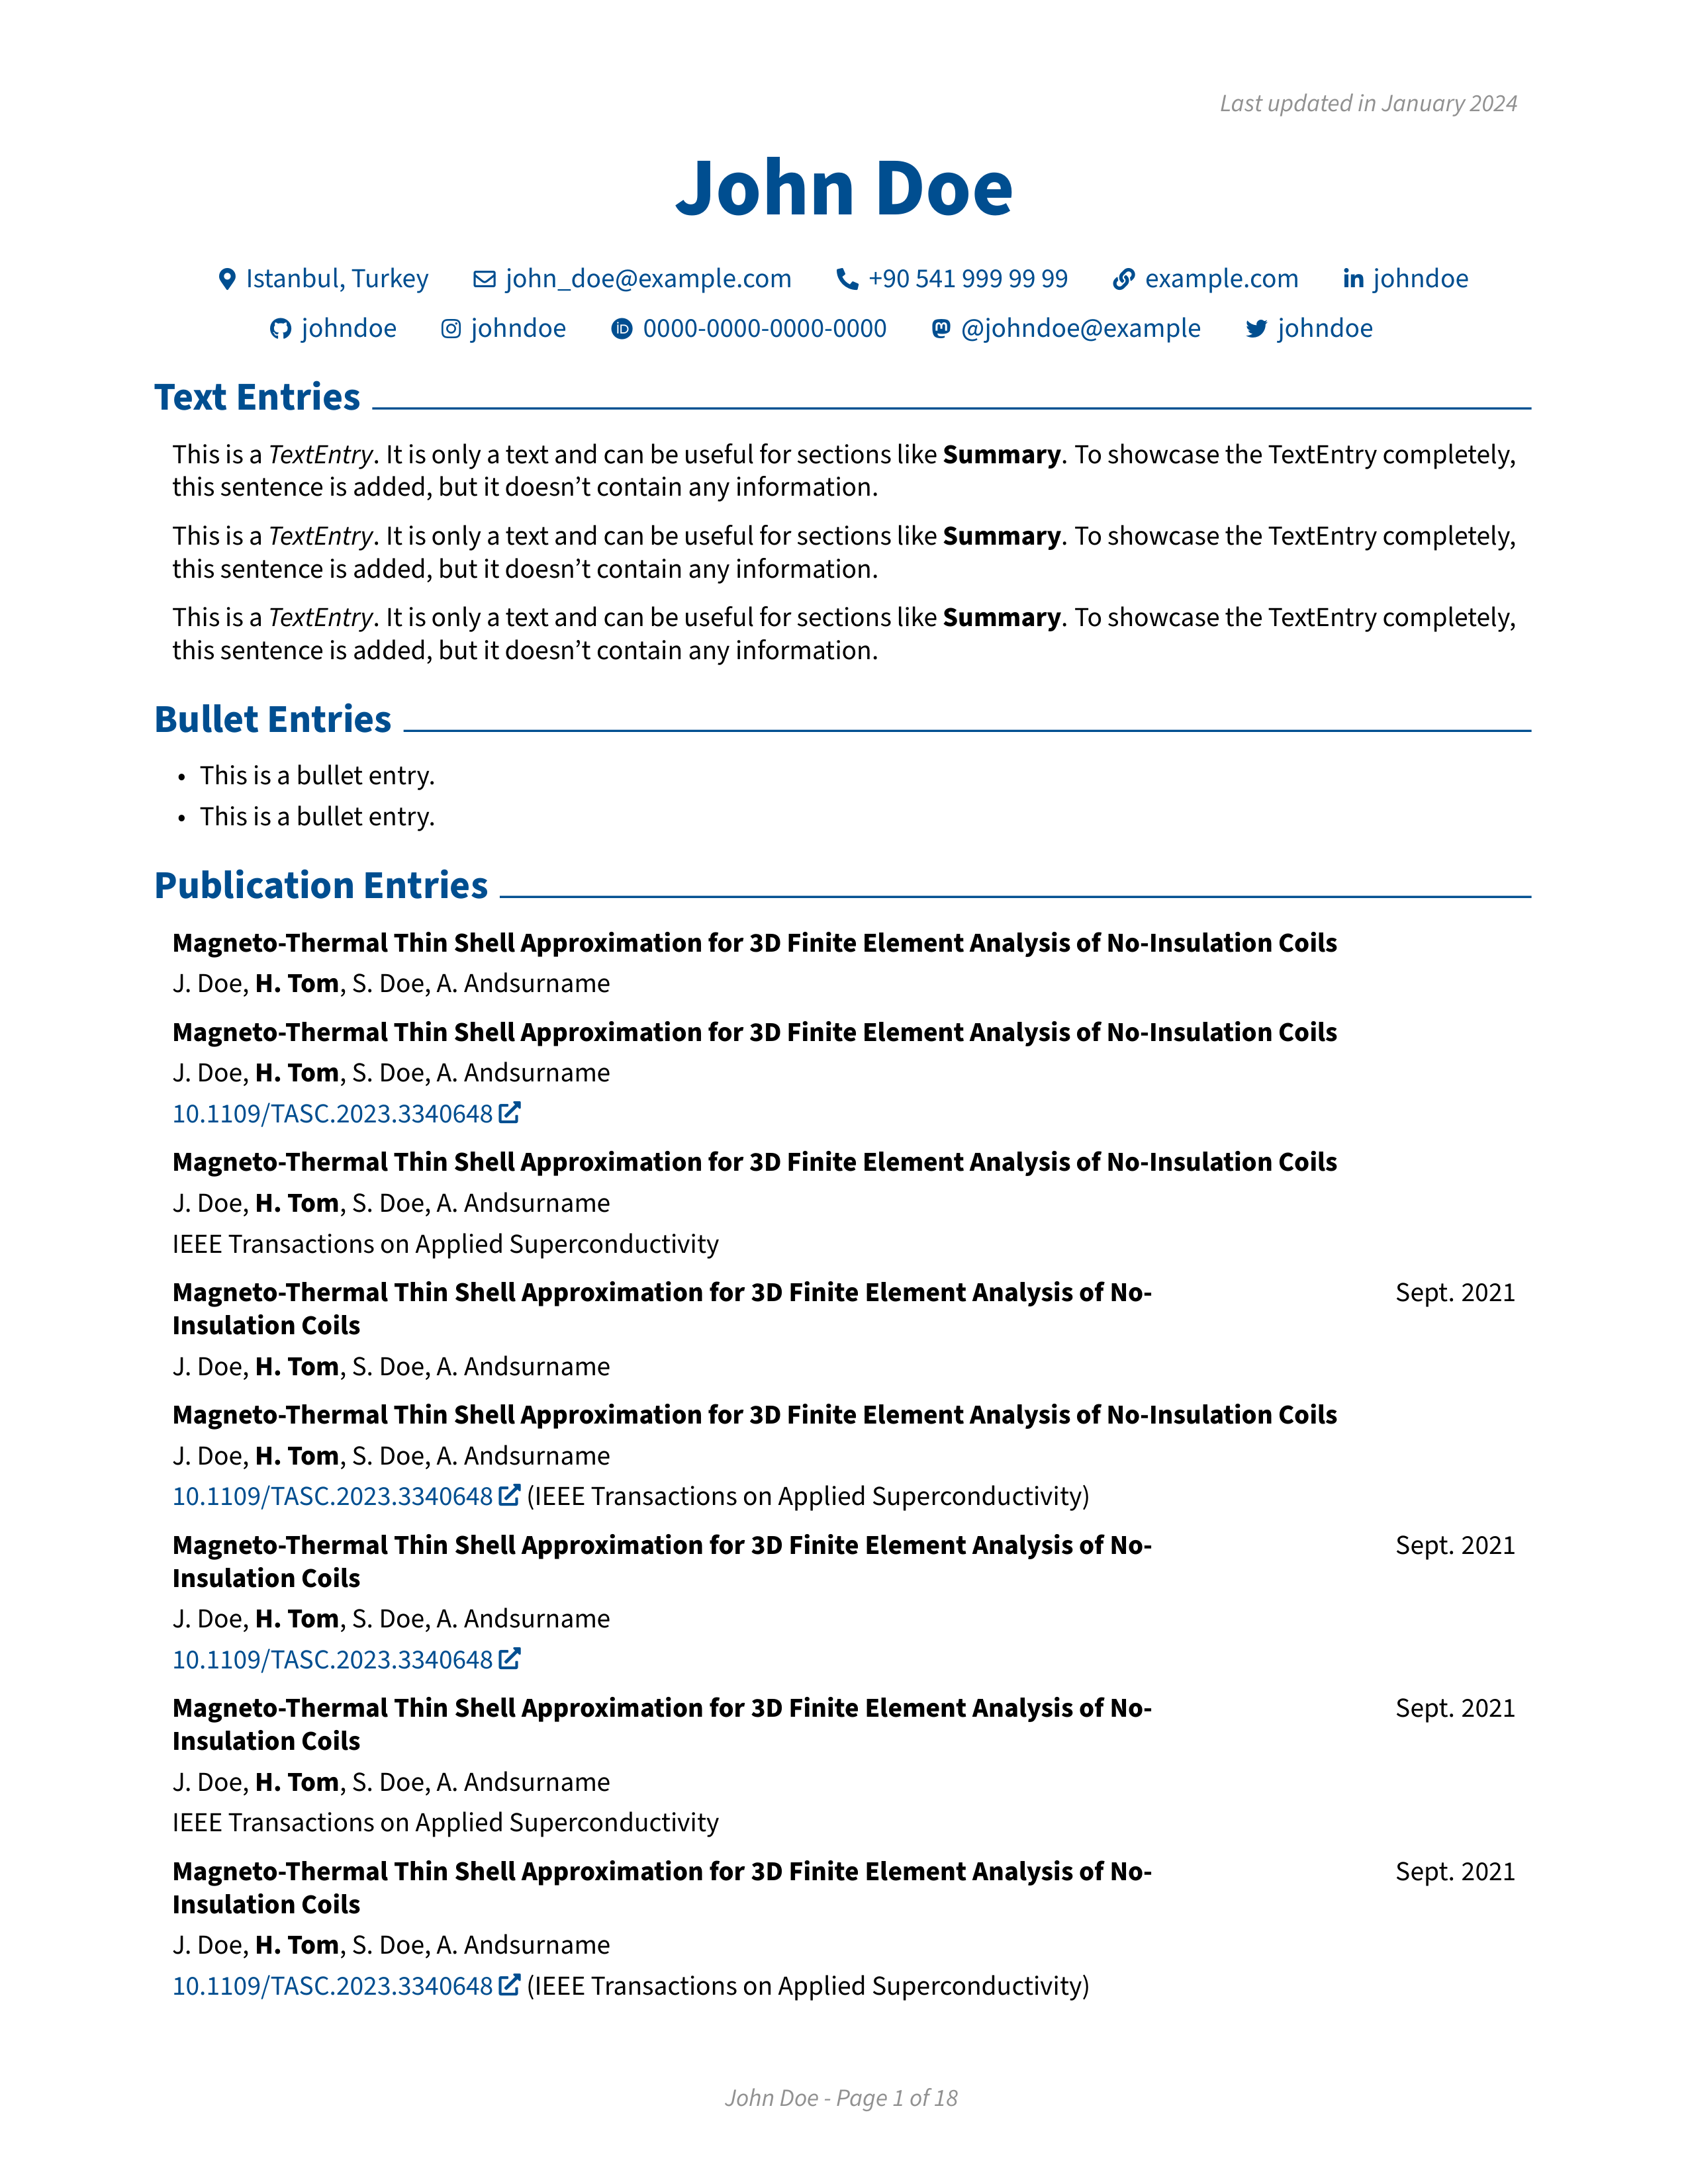 Last updated in January 2024
John Doe
Istanbul, Turkey john_doe@example.com +90 541 999 99 99 example.com johndoe
johndoe johndoe 0000-0000-0000-0000 @johndoe@example johndoe
Text Entries
This is a TextEntry. It is only a text and can be useful for sections like Summary. To showcase the TextEntry completely,
this sentence is added, but it doesn’t contain any information.
This is a TextEntry. It is only a text and can be useful for sections like Summary. To showcase the TextEntry completely,
this sentence is added, but it doesn’t contain any information.
This is a TextEntry. It is only a text and can be useful for sections like Summary. To showcase the TextEntry completely,
this sentence is added, but it doesn’t contain any information.
Bullet Entries
• This is a bullet entry.
• This is a bullet entry.
Publication Entries
Magneto-Thermal Thin Shell Approximation for 3D Finite Element Analysis of No-Insulation Coils
J. Doe, H. Tom, S. Doe, A. Andsurname
Magneto-Thermal Thin Shell Approximation for 3D Finite Element Analysis of No-Insulation Coils
J. Doe, H. Tom, S. Doe, A. Andsurname
10.1109/TASC.2023.3340648
Magneto-Thermal Thin Shell Approximation for 3D Finite Element Analysis of No-Insulation Coils
J. Doe, H. Tom, S. Doe, A. Andsurname
IEEE Transactions on Applied Superconductivity
Magneto-Thermal Thin Shell Approximation for 3D Finite Element Analysis of No- Sept. 2021
Insulation Coils
J. Doe, H. Tom, S. Doe, A. Andsurname
Magneto-Thermal Thin Shell Approximation for 3D Finite Element Analysis of No-Insulation Coils
J. Doe, H. Tom, S. Doe, A. Andsurname
10.1109/TASC.2023.3340648 (IEEE Transactions on Applied Superconductivity)
Magneto-Thermal Thin Shell Approximation for 3D Finite Element Analysis of No- Sept. 2021
Insulation Coils
J. Doe, H. Tom, S. Doe, A. Andsurname
10.1109/TASC.2023.3340648
Magneto-Thermal Thin Shell Approximation for 3D Finite Element Analysis of No- Sept. 2021
Insulation Coils
J. Doe, H. Tom, S. Doe, A. Andsurname
IEEE Transactions on Applied Superconductivity
Magneto-Thermal Thin Shell Approximation for 3D Finite Element Analysis of No- Sept. 2021
Insulation Coils
J. Doe, H. Tom, S. Doe, A. Andsurname
10.1109/TASC.2023.3340648 (IEEE Transactions on Applied Superconductivity)
John Doe - Page 1 of 18